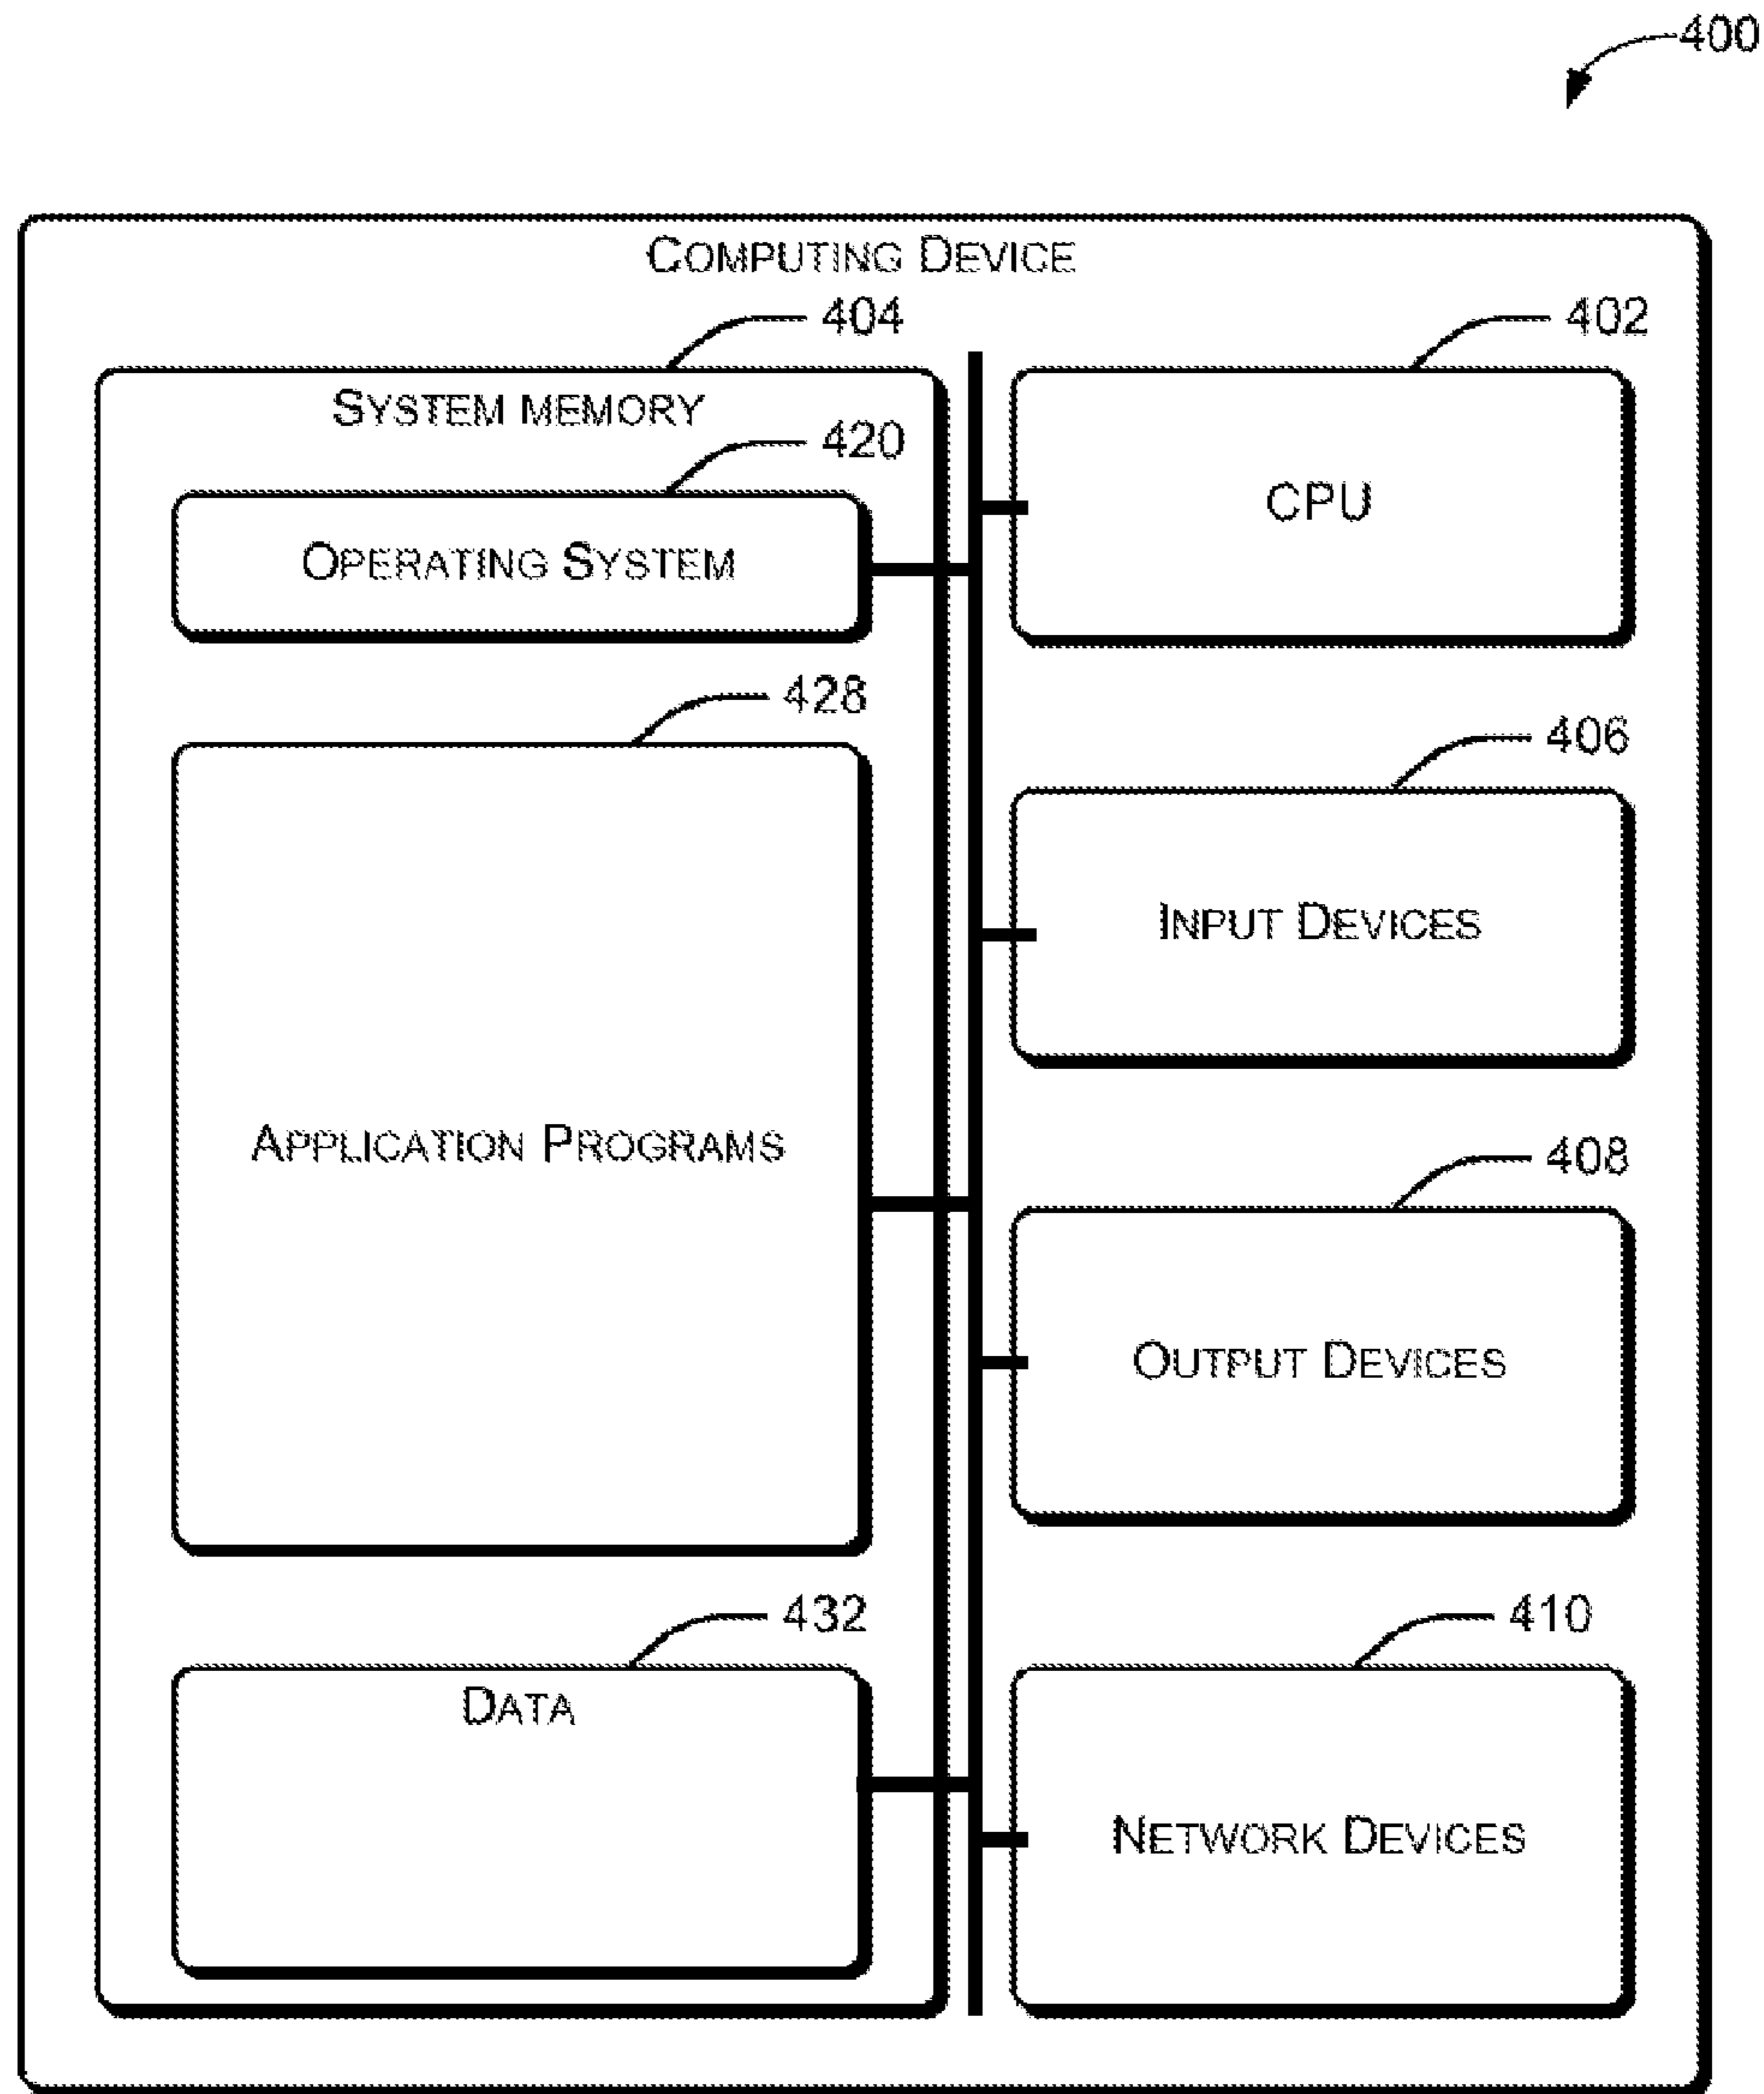 400
COMPUTING DEVICE
404
SYSTEM MEMORY
420
OPERATING SYSTEM
428
APPLICATION PROGRAMS
432
DATA
402
CPU
406
INPUT DEVICES
408
OUTPUT DEVICES
410
NETWORK DEVICES